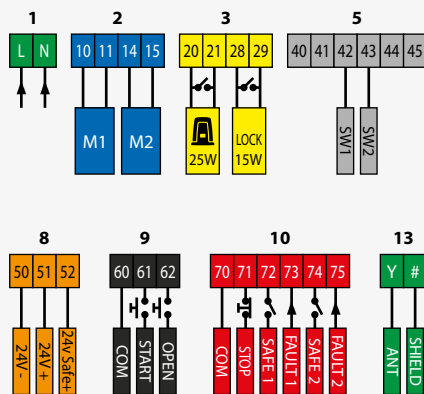 1 2 3 5
L N 10 11 14 15 20 21 28 29 40 41 42 43 44 45
M1 M2 25W LOCK 15W SW1 SW2
8 9 10 13
50 51 52 60 61 62 70 71 72 73 74 75 Y #
24V - 24V + 24v Safe+ COM START OPEN COM STOP SAFE 1 FAULT 1 SAFE 2 FAULT 2 ANT SHIELD